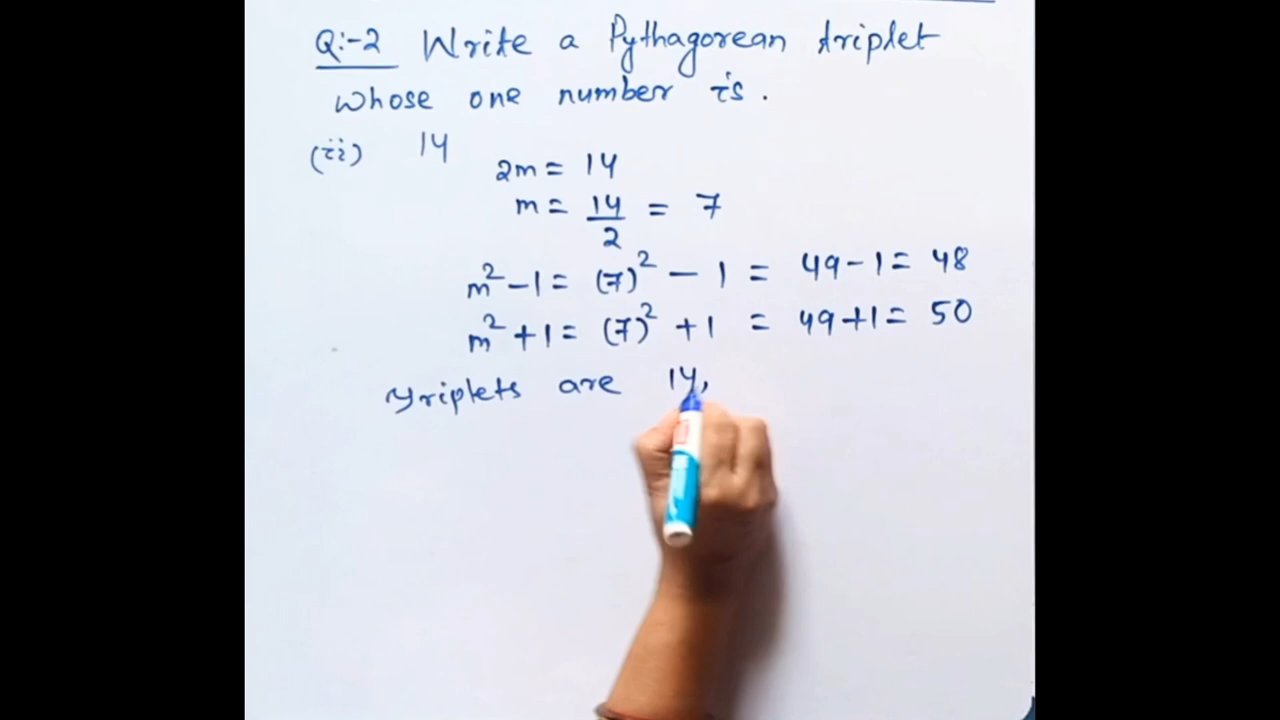 Q:-2 Write a Pythagorean triplet
whose one number is.
(ii) 14
2m = 14
m = 14/2 = 7
m² - 1 = (7)² - 1 = 49 - 1 = 48
m² + 1 = (7)² + 1 = 49 + 1 = 50
Triplets are 14,